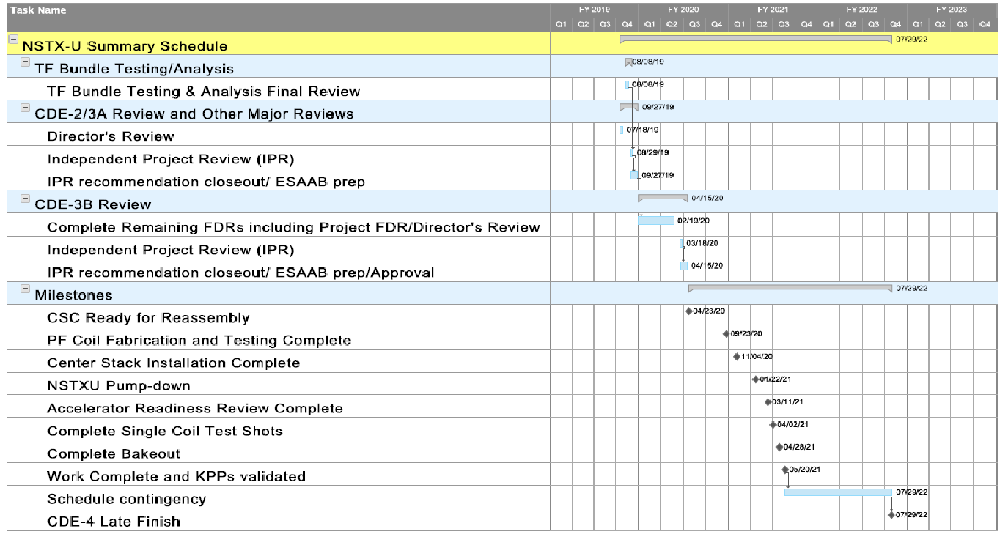 Task Name
FY 2019 FY 2020 FY 2021 FY 2022 FY 2023
Q1 Q2 Q3 Q4 Q1 Q2 Q3 Q4 Q1 Q2 Q3 Q4 Q1 Q2 Q3 Q4 Q1 Q2 Q3 Q4
NSTX-U Summary Schedule 07/29/22
TF Bundle Testing/Analysis 08/08/19
TF Bundle Testing & Analysis Final Review 08/08/19
CDE-2/3A Review and Other Major Reviews 09/27/19
Director's Review 07/18/19
Independent Project Review (IPR) 08/29/19
IPR recommendation closeout/ ESAAB prep 09/27/19
CDE-3B Review 04/15/20
Complete Remaining FDRs including Project FDR/Director's Review 02/19/20
Independent Project Review (IPR) 03/18/20
IPR recommendation closeout/ ESAAB prep/Approval 04/15/20
Milestones 07/29/22
CSC Ready for Reassembly 04/23/20
PF Coil Fabrication and Testing Complete 09/23/20
Center Stack Installation Complete 11/04/20
NSTXU Pump-down 01/22/21
Accelerator Readiness Review Complete 03/11/21
Complete Single Coil Test Shots 04/02/21
Complete Bakeout 04/28/21
Work Complete and KPPs validated 05/20/21
Schedule contingency 07/29/22
CDE-4 Late Finish 07/29/22